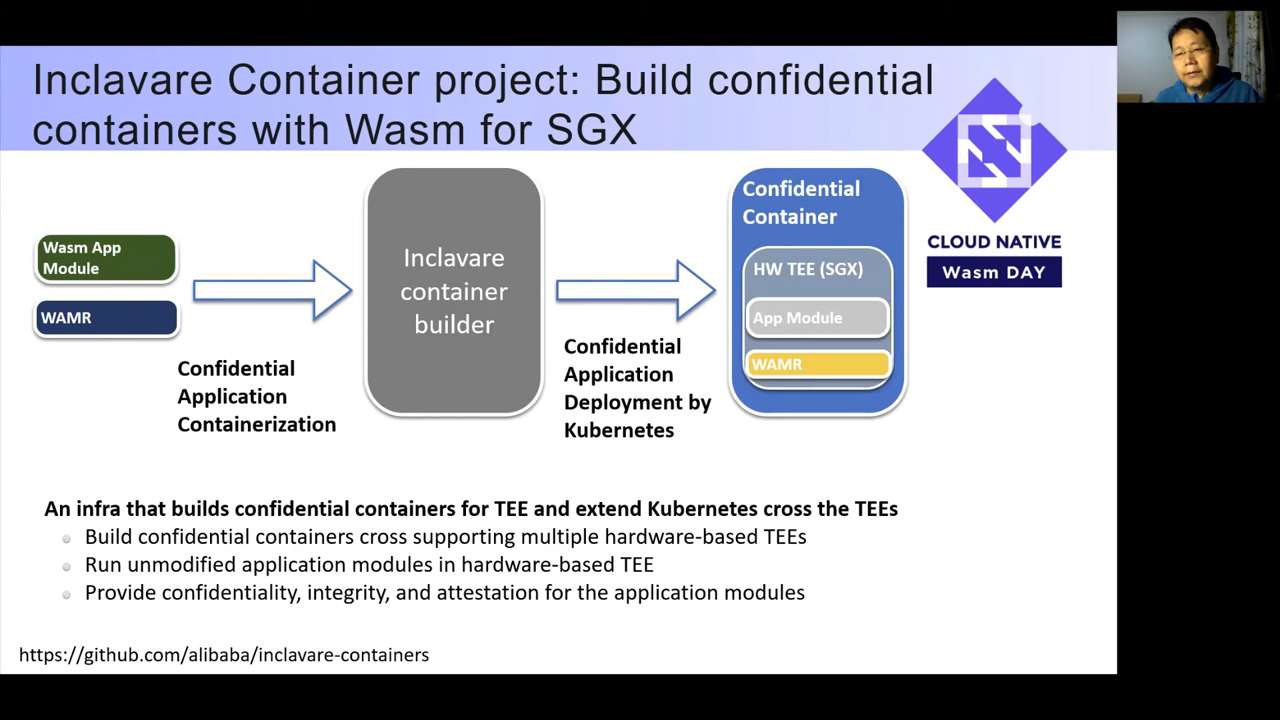 Inclavare Container project: Build confidential
containers with Wasm for SGX
Wasm App
Module
WAMR
Confidential
Application
Containerization
Inclavare
container
builder
Confidential
Application
Deployment by
Kubernetes
Confidential
Container
HW TEE (SGX)
App Module
WAMR
CLOUD NATIVE
Wasm DAY
An infra that builds confidential containers for TEE and extend Kubernetes cross the TEEs
Build confidential containers cross supporting multiple hardware-based TEEs
Run unmodified application modules in hardware-based TEE
Provide confidentiality, integrity, and attestation for the application modules
https://github.com/alibaba/inclavare-containers